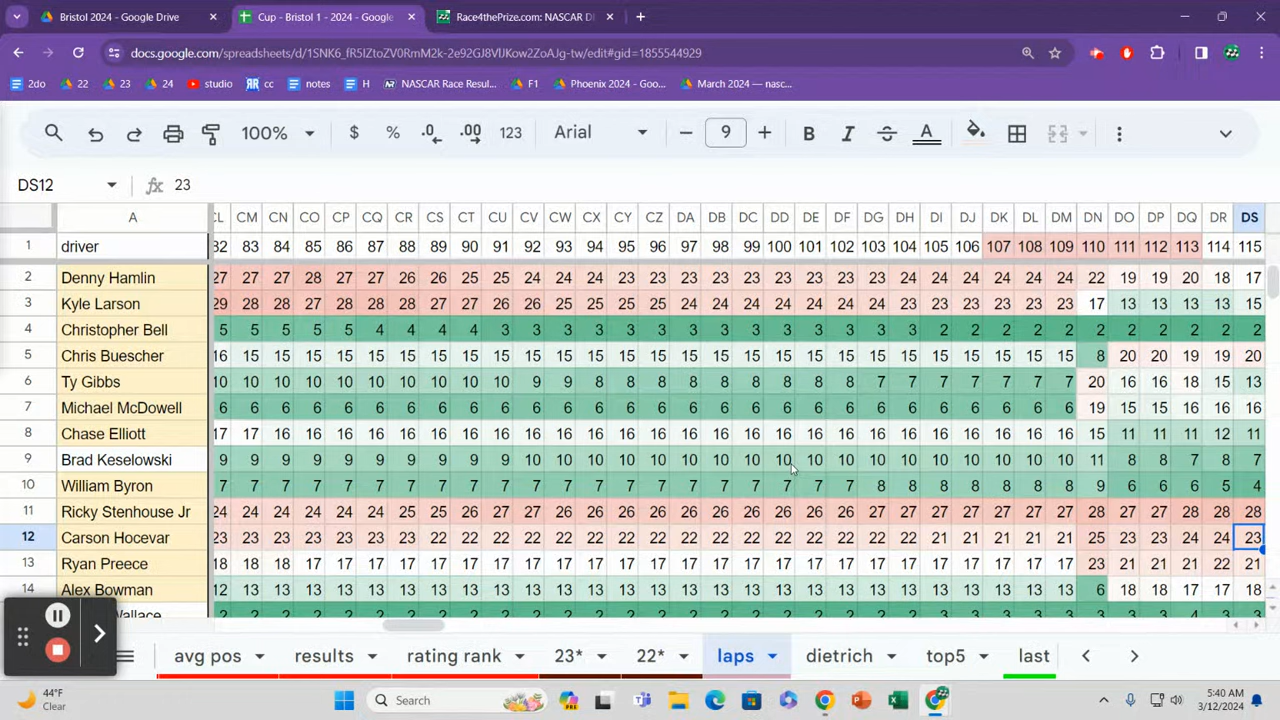 Bristol 2024 - Google Drive × Cup - Bristol 1 - 2024 - Google × Race4thePrize.com: NASCAR D × +
docs.google.com/spreadsheets/d/1SNK6_fR5IZtoZV0RmM2k-2e92GJ8VlJKow2ZoAJg-tw/edit#gid=1855544929
2do 22 23 24 studio cc notes H NASCAR Race Resul... F1 Phoenix 2024 - Goo... March 2024 — nasc...
100% $ % .0 .00 123 Arial − 9 + B I S A
DS12 fx 23
A CL CM CN CO CP CQ CR CS CT CU CV CW CX CY CZ DA DB DC DD DE DF DG DH DI DJ DK DL DM DN DO DP DQ DR DS
1 driver 82 83 84 85 86 87 88 89 90 91 92 93 94 95 96 97 98 99 100 101 102 103 104 105 106 107 108 109 110 111 112 113 114 115
2 Denny Hamlin 27 27 27 28 27 27 26 26 25 25 24 24 24 23 23 23 23 23 23 23 23 24 24 24 24 24 24 24 22 19 19 20 18 17
3 Kyle Larson 29 28 28 27 28 28 28 27 27 26 26 25 25 25 25 24 24 24 24 24 24 24 23 23 23 23 23 23 17 13 13 13 13 15
4 Christopher Bell 5 5 5 5 5 4 4 4 4 3 3 3 3 3 3 3 3 3 3 3 3 3 3 2 2 2 2 2 2 2 2 2 2 2
5 Chris Buescher 16 15 15 15 15 15 15 15 15 15 15 15 15 15 15 15 15 15 15 15 15 15 15 15 15 15 15 15 8 20 20 19 19 20
6 Ty Gibbs 10 10 10 10 10 10 10 10 10 10 9 9 8 8 8 8 8 8 8 8 8 7 7 7 7 7 7 7 20 16 16 18 15 13
7 Michael McDowell 6 6 6 6 6 6 6 6 6 6 6 6 6 6 6 6 6 6 6 6 6 6 6 6 6 6 6 6 19 15 15 16 16 16
8 Chase Elliott 17 17 16 16 16 16 16 16 16 16 16 16 16 16 16 16 16 16 16 16 16 16 16 16 16 16 16 16 15 11 11 11 12 11
9 Brad Keselowski 9 9 9 9 9 9 9 9 9 9 10 10 10 10 10 10 10 10 10 10 10 10 10 10 10 10 10 10 11 8 8 7 8 7
10 William Byron 7 7 7 7 7 7 7 7 7 7 7 7 7 7 7 7 7 7 7 7 7 8 8 8 8 8 8 8 9 6 6 6 5 4
11 Ricky Stenhouse Jr 24 24 24 24 24 24 25 25 26 27 27 26 26 26 26 26 26 26 26 26 26 26 27 27 27 27 27 27 28 27 27 28 28 28
12 Carson Hocevar 23 23 23 23 23 23 23 22 22 22 22 22 22 22 22 22 22 22 22 22 22 22 22 21 21 21 21 21 25 23 23 24 24 23
13 Ryan Preece 18 18 18 18 17 17 17 17 17 17 17 17 17 17 17 17 17 17 17 17 17 17 17 17 17 17 17 17 23 21 21 21 22 21
14 Alex Bowman 12 13 13 13 13 13 13 13 13 13 13 13 13 13 13 13 13 13 13 13 13 13 13 13 13 13 13 13 6 18 18 17 18 18
Wallace
avg pos results rating rank 23* 22* laps dietrich top5 last
44°F
Clear
Search
5:40 AM
3/12/2024